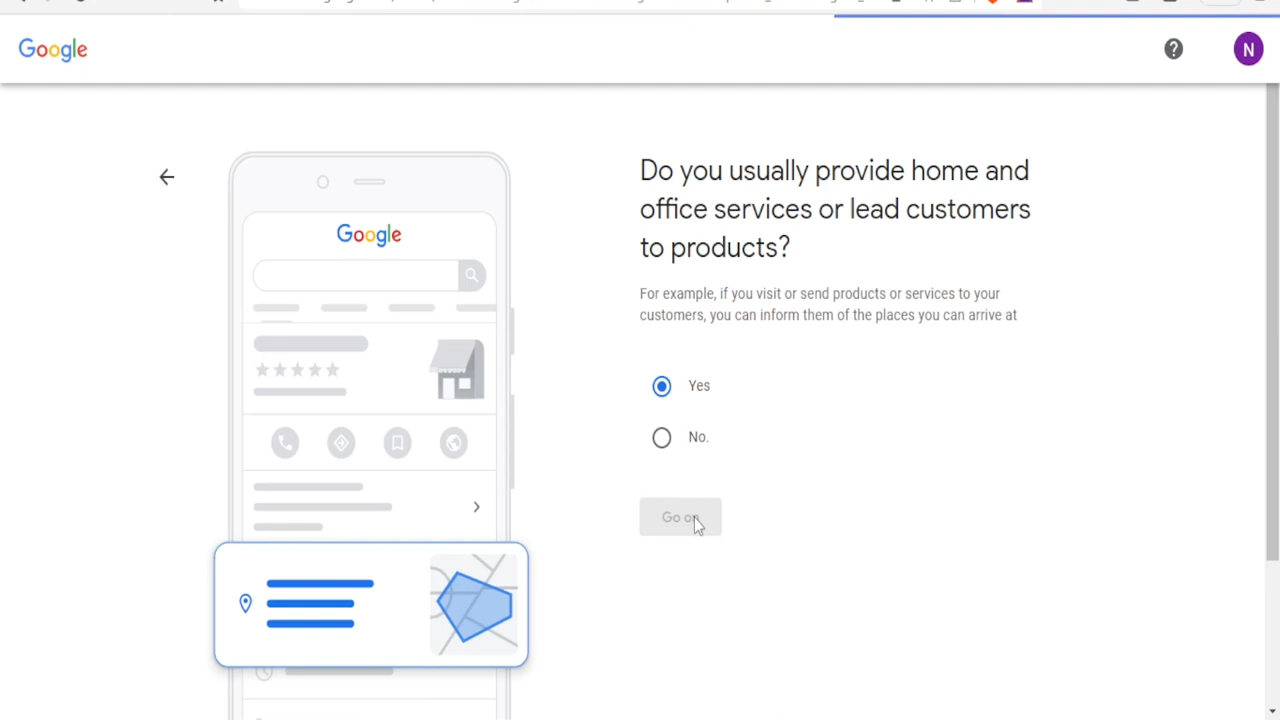 Google
N
Do you usually provide home and
office services or lead customers
to products?
For example, if you visit or send products or services to your
customers, you can inform them of the places you can arrive at
Google
Yes
No.
Go on